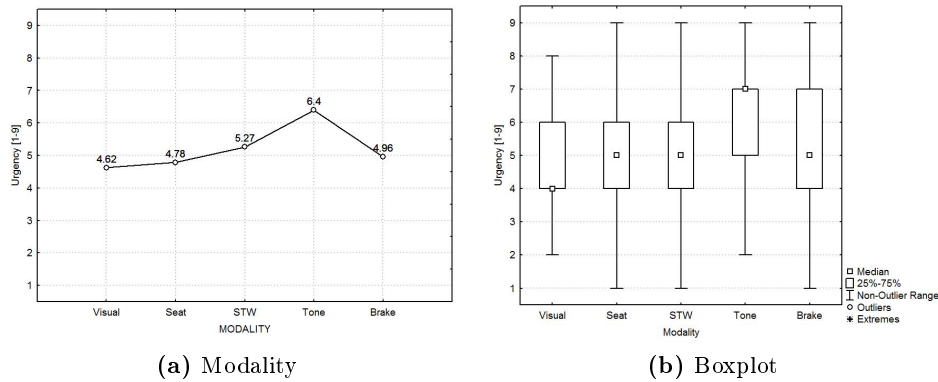 9
8
7
6
5
4
3
2
1
Urgency [1-9]
4.62
4.78
5.27
6.4
4.96
Visual Seat STW Tone Brake
MODALITY
(a) Modality
9
8
7
6
5
4
3
2
1
Urgency [1-9]
Visual Seat STW Tone Brake
Modality
Median
25%-75%
Non-Outlier Range
Outliers
Extremes
(b) Boxplot